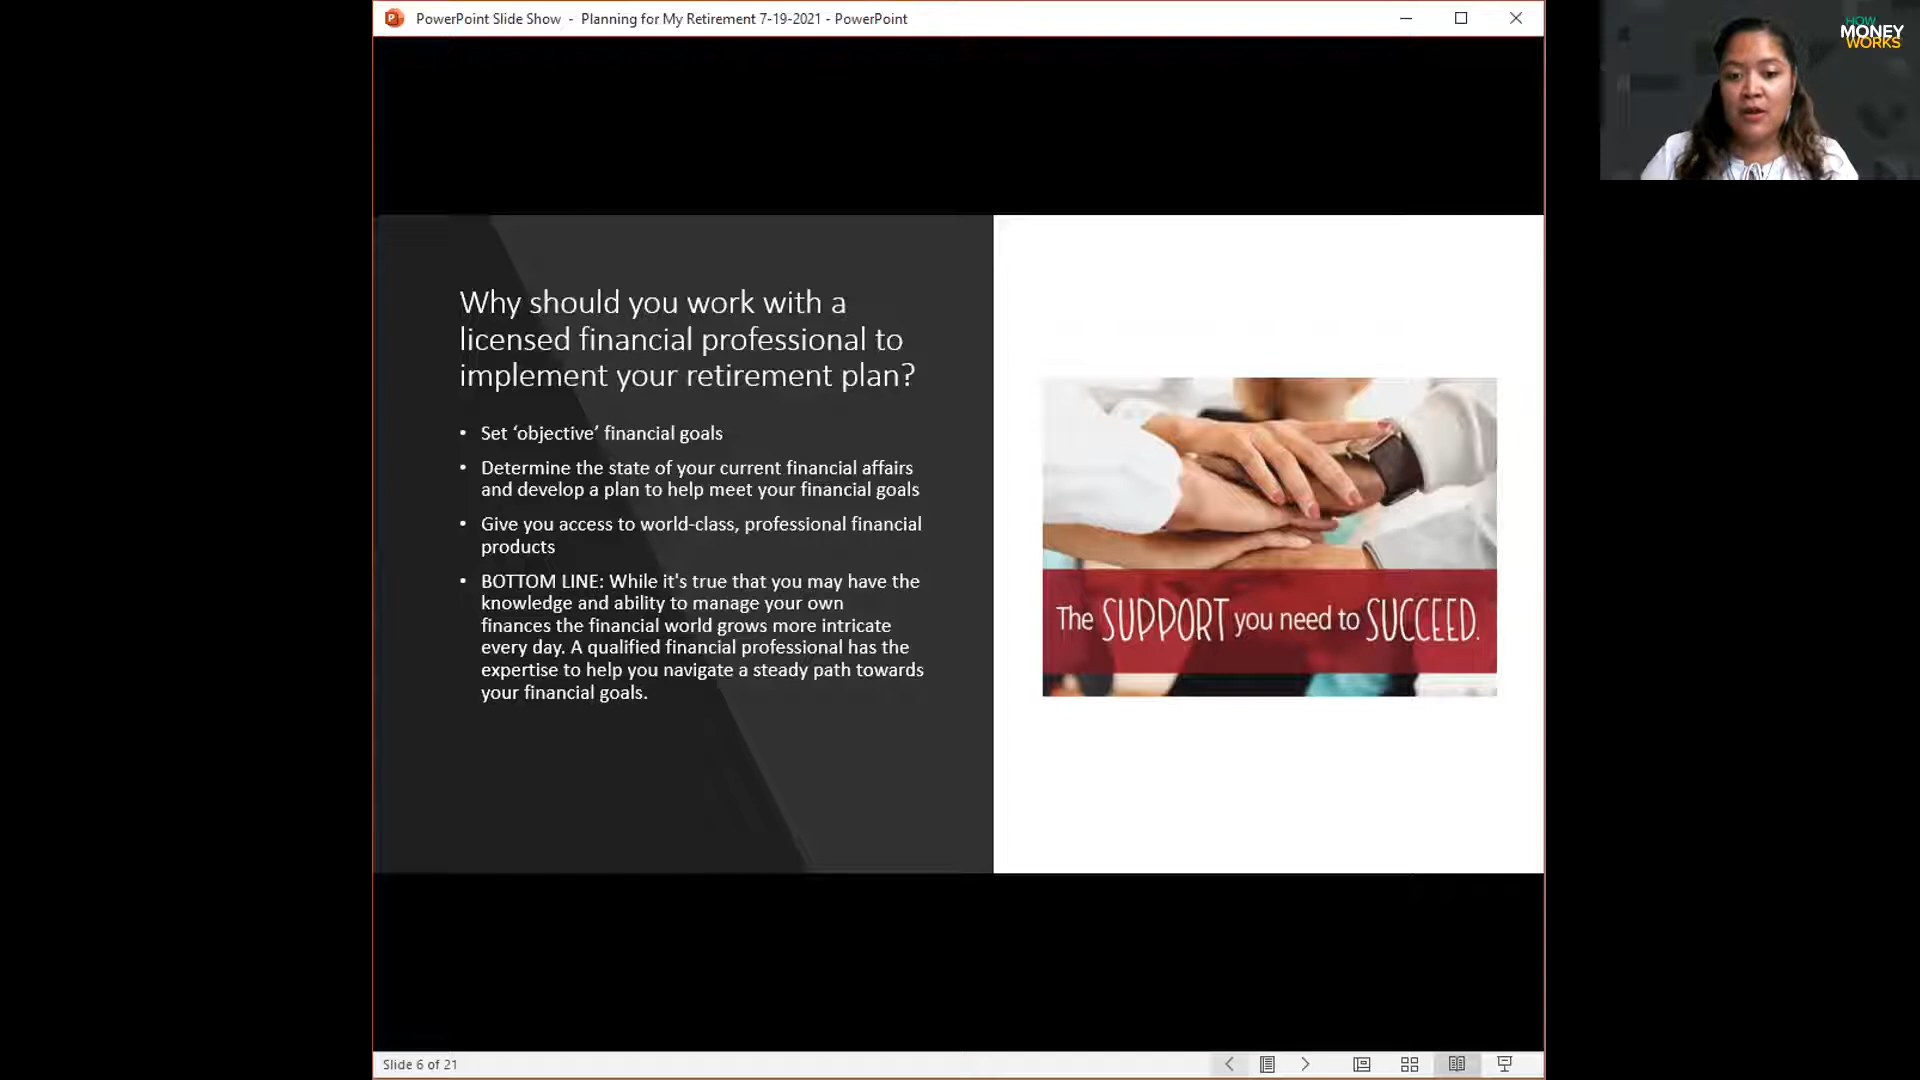 PowerPoint Slide Show - Planning for My Retirement 7-19-2021 - PowerPoint
HOW
MONEY
WORKS
Why should you work with a
licensed financial professional to
implement your retirement plan?
• Set ‘objective’ financial goals
• Determine the state of your current financial affairs
and develop a plan to help meet your financial goals
• Give you access to world-class, professional financial
products
• BOTTOM LINE: While it's true that you may have the
knowledge and ability to manage your own
finances the financial world grows more intricate
every day. A qualified financial professional has the
expertise to help you navigate a steady path towards
your financial goals.
The SUPPORT you need to SUCCEED.
Slide 6 of 21